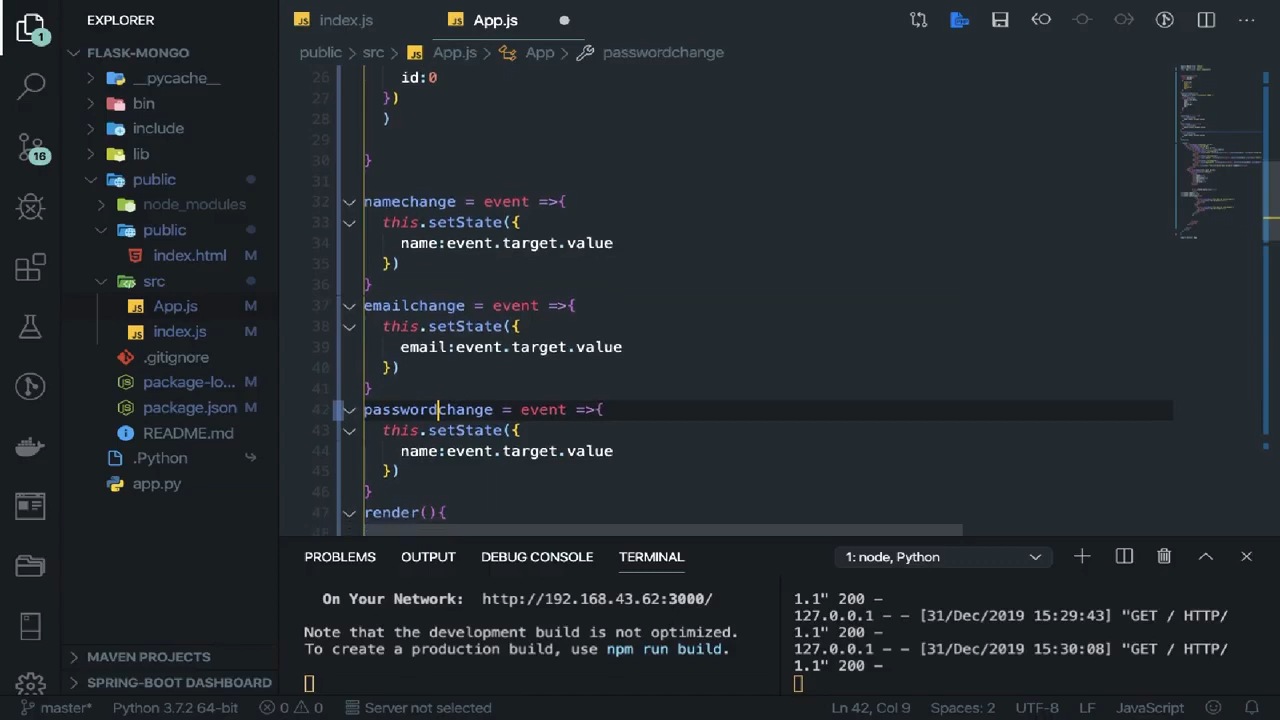 EXPLORER
index.js
App.js
FLASK-MONGO
public > src > App.js > App > passwordchange
__pycache__
bin
include
lib
public
node_modules
public
index.html M
src
App.js M
index.js M
.gitignore
package-lo... M
package.json M
README.md
.Python
app.py
MAVEN PROJECTS
SPRING-BOOT DASHBOARD
1
16
26 id:0
27 })
28 )
29
30 }
31
32 namechange = event =>{
33 this.setState({
34 name:event.target.value
35 })
36 }
37 emailchange = event =>{
38 this.setState({
39 email:event.target.value
40 })
41 }
42 passwordchange = event =>{
43 this.setState({
44 name:event.target.value
45 })
46 }
47 render(){
PROBLEMS OUTPUT DEBUG CONSOLE TERMINAL 1: node, Python
On Your Network: http://192.168.43.62:3000/
Note that the development build is not optimized.
To create a production build, use npm run build.
1.1" 200 -
127.0.0.1 - - [31/Dec/2019 15:29:43] "GET / HTTP/
1.1" 200 -
127.0.0.1 - - [31/Dec/2019 15:30:08] "GET / HTTP/
1.1" 200 -
master* Python 3.7.2 64-bit 0 0 Server not selected Ln 42, Col 9 Spaces: 2 UTF-8 LF JavaScript